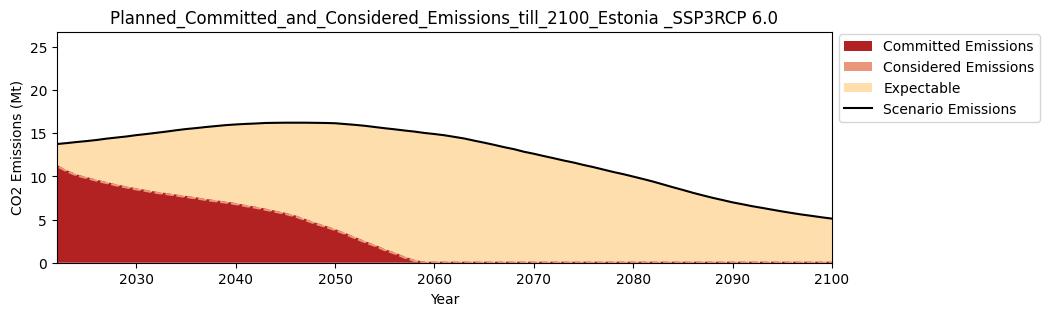 Planned_Committed_and_Considered_Emissions_till_2100_Estonia _SSP3RCP 6.0
25
20
15
10
5
0
CO2 Emissions (Mt)
2030 2040 2050 2060 2070 2080 2090 2100
Year
Committed Emissions
Considered Emissions
Expectable
Scenario Emissions